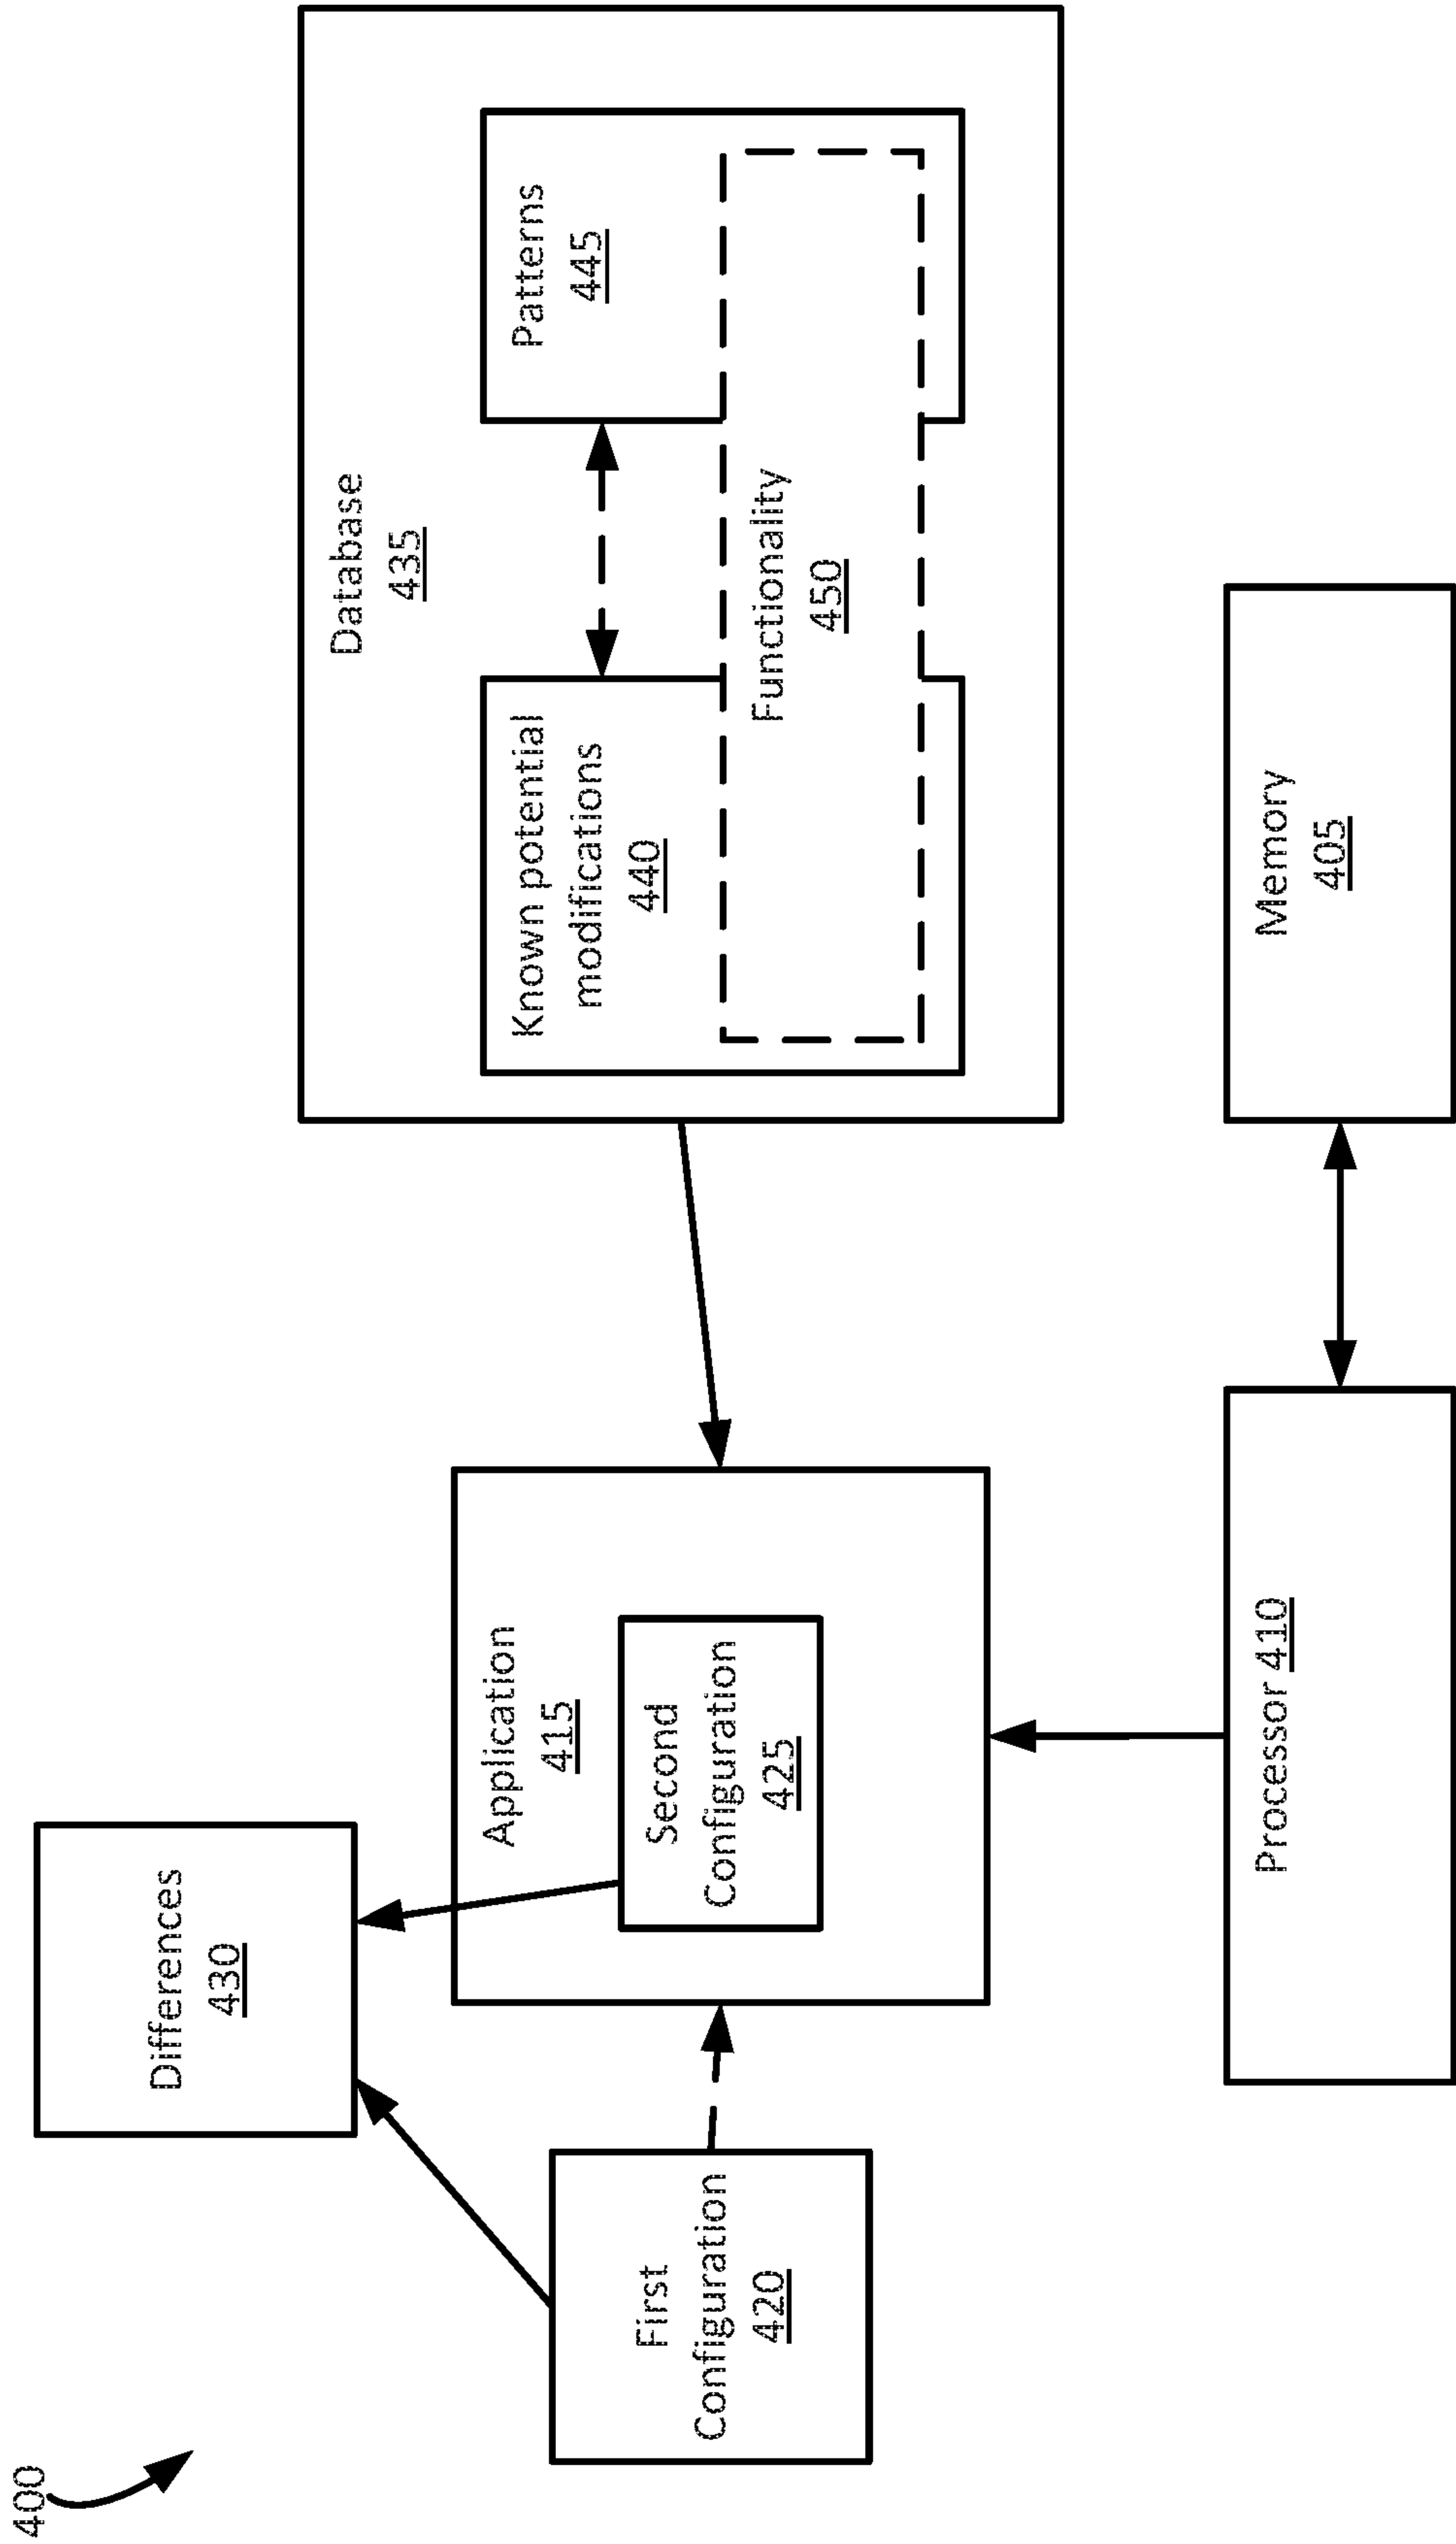 400
Differences
430
First
Configuration
420
Application
415
Second
Configuration
425
Processor 410
Database
435
Known potential
modifications
440
Patterns
445
Functionality
450
Memory
405